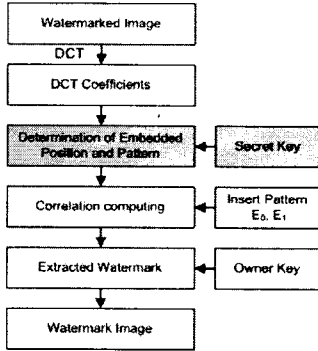 Watermarked Image
DCT
DCT Coefficients
Determination of Embedded
Position and Pattern
Secret Key
Correlation computing
Insert Pattern
E₀, E₁
Extracted Watermark
Owner Key
Watermark Image